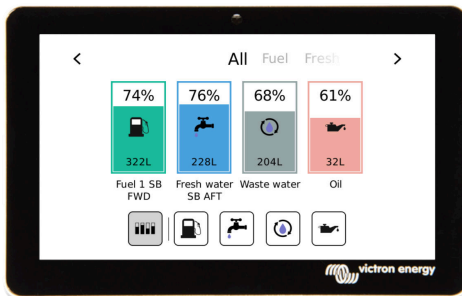 All Fuel Fresh
74% 76% 68% 61%
322L 228L 204L 32L
Fuel 1 SB Fresh water Waste water Oil
FWD SB AFT
victron energy